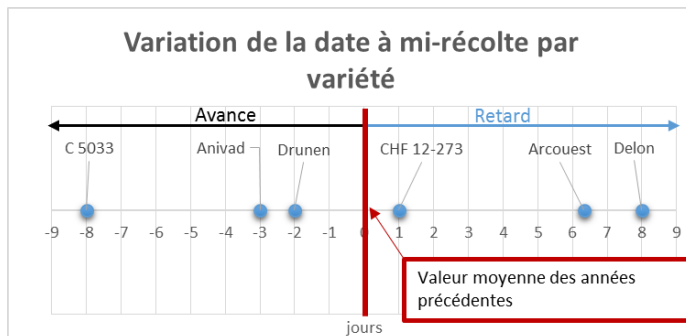 Variation de la date à mi-récolte par
variété
Avance
Retard
C 5033
Anivad
Drunen
CHF 12-273
Arcouest
Delon
-9 -8 -7 -6 -5 -4 -3 -2 -1 0 1 2 3 4 5 6 7 8 9
Valeur moyenne des années
précédentes
jours